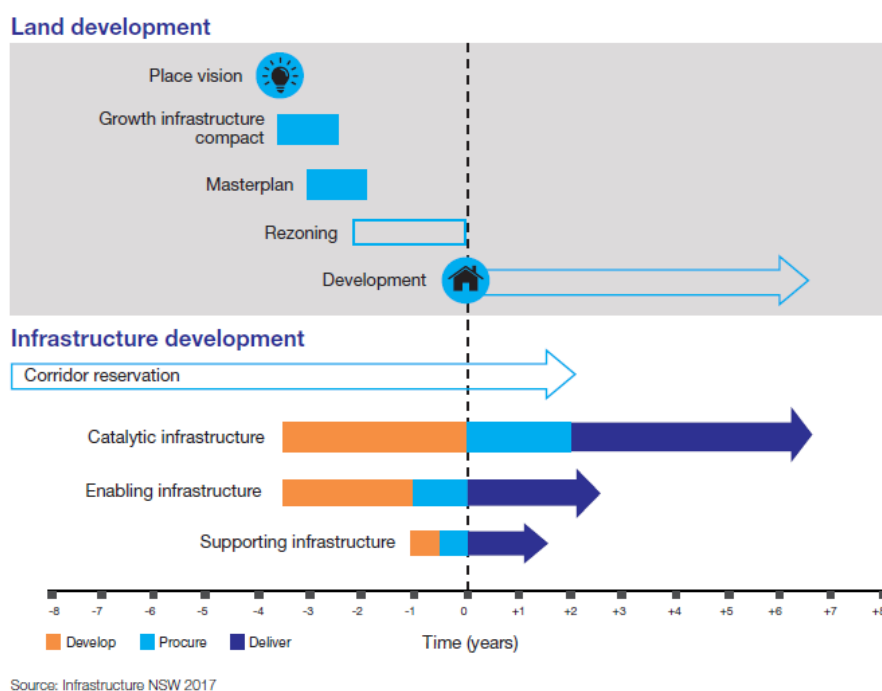 Land development
Place vision
Growth infrastructure
compact
Masterplan
Rezoning
Development
Infrastructure development
Corridor reservation
Catalytic infrastructure
Enabling infrastructure
Supporting infrastructure
-8 -7 -6 -5 -4 -3 -2 -1 0 +1 +2 +3 +4 +5 +6 +7 +8
Develop Procure Deliver Time (years)
Source: Infrastructure NSW 2017